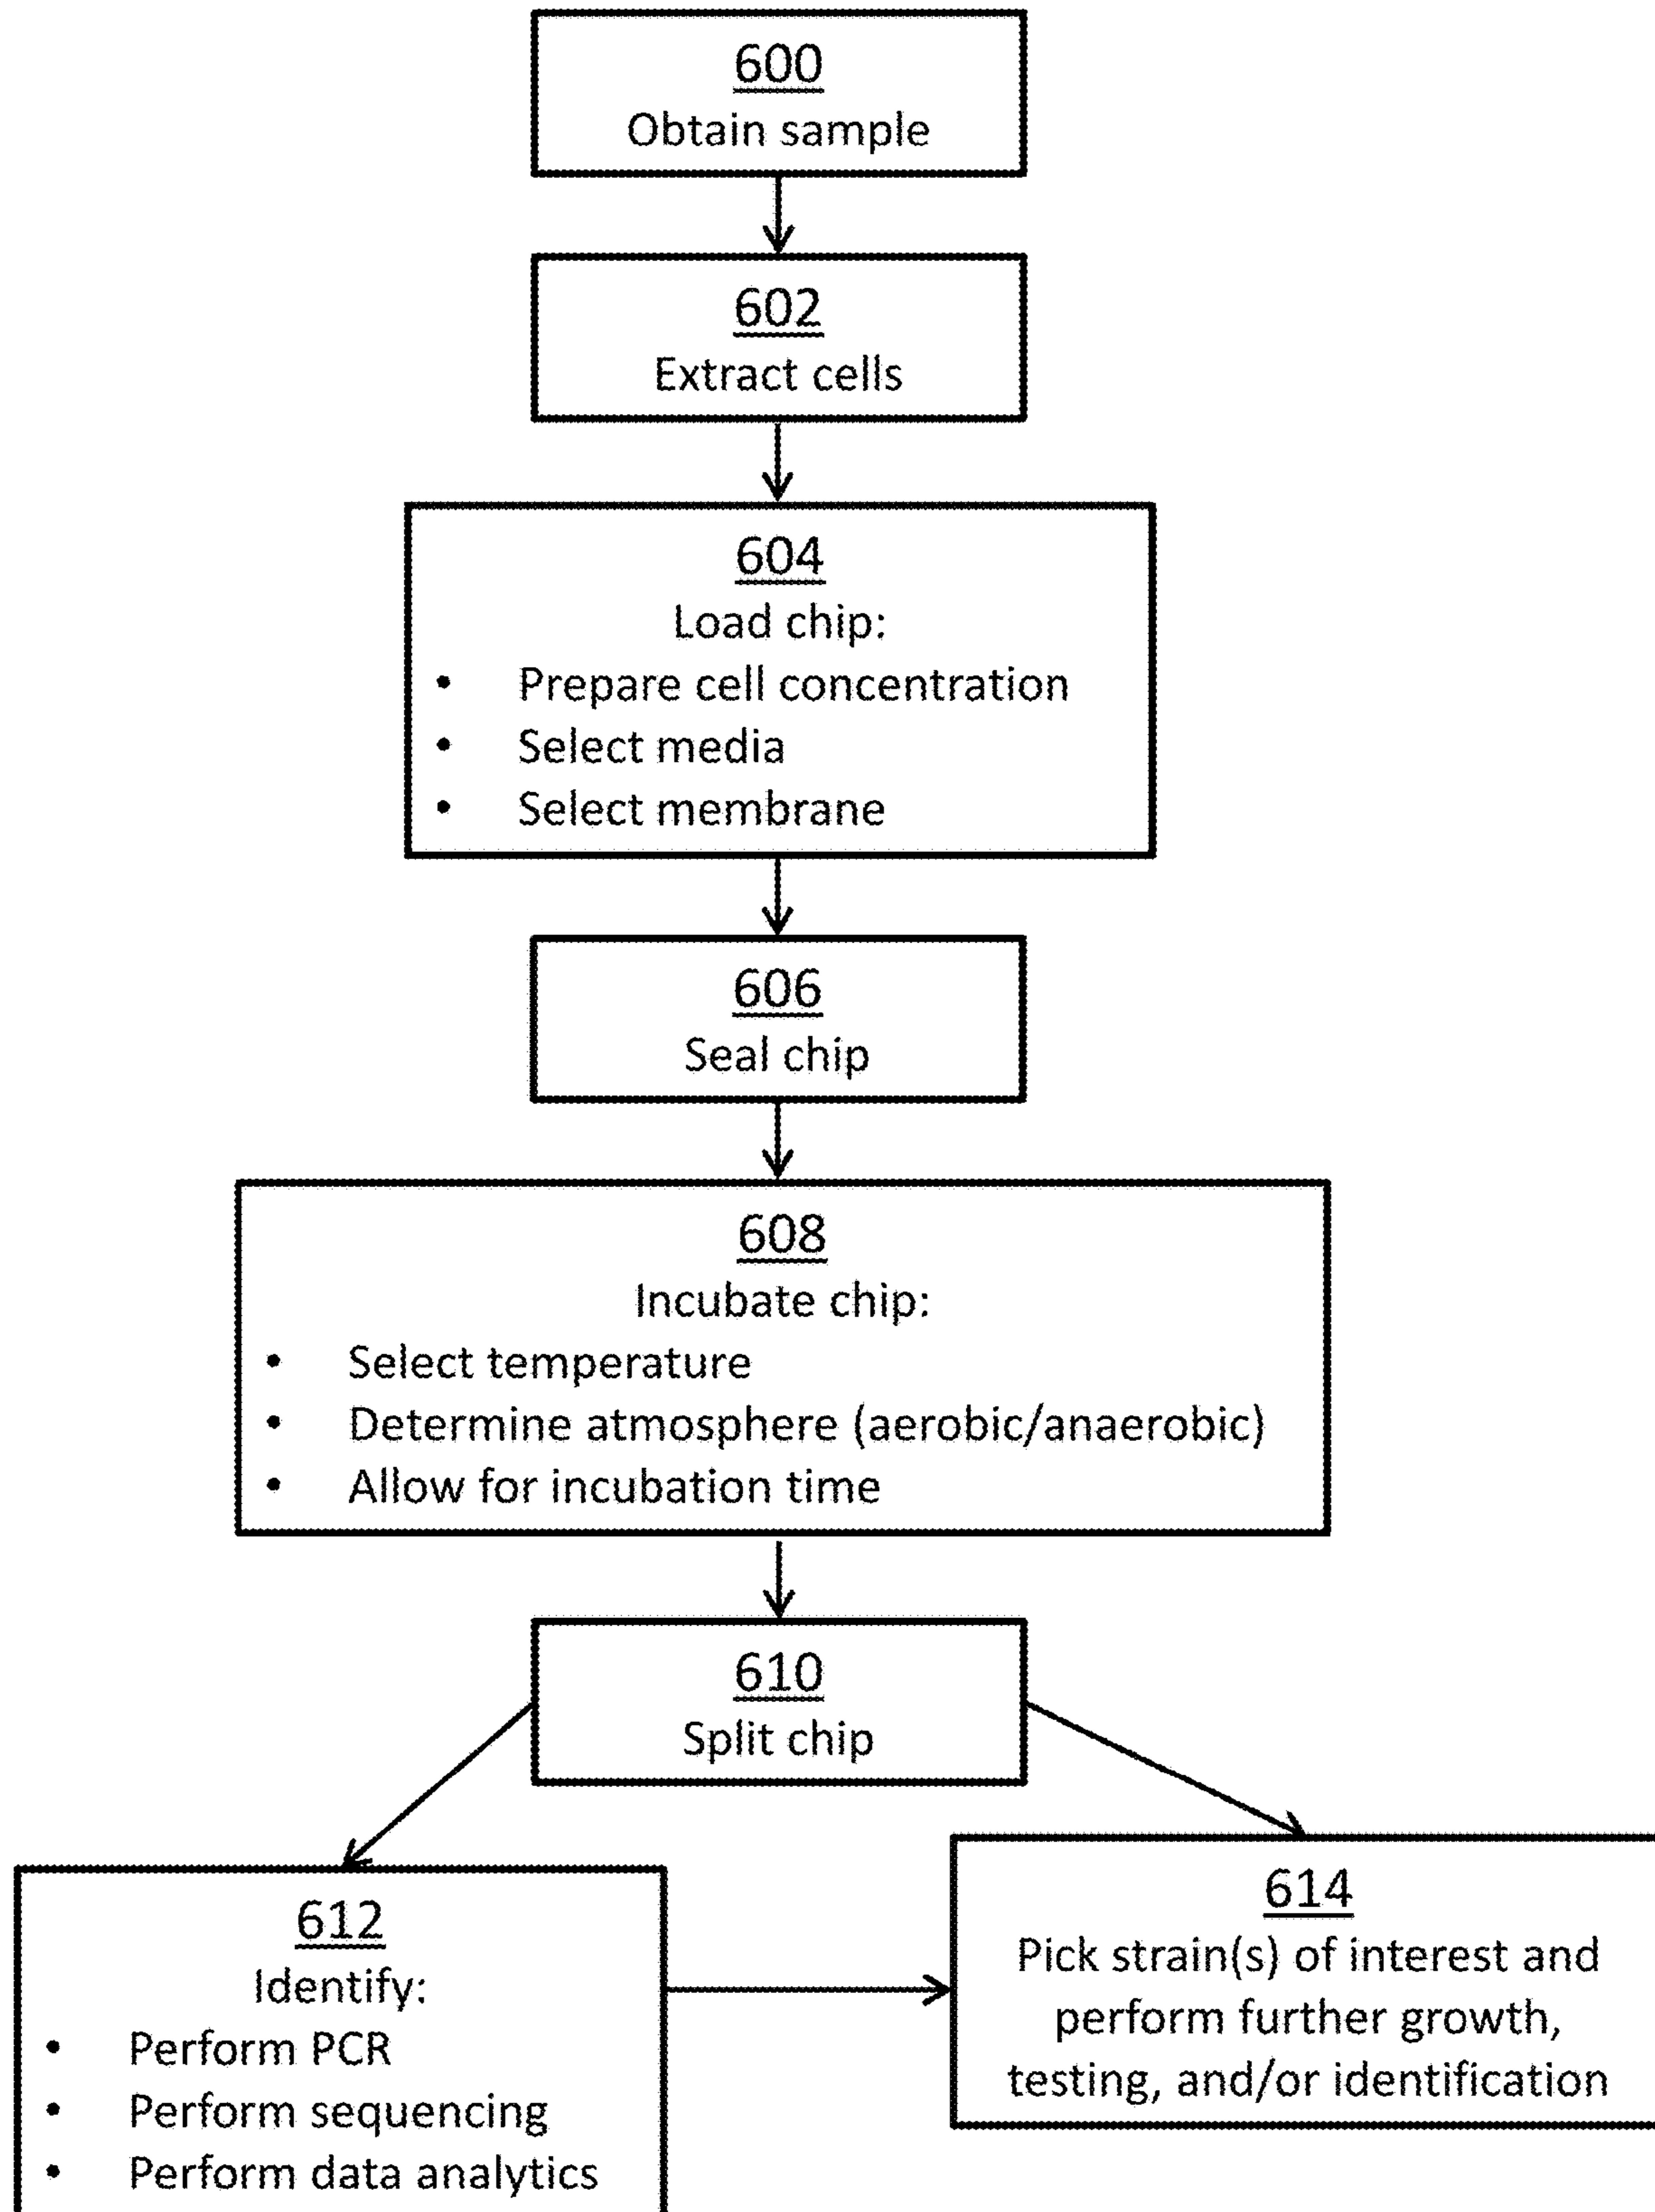 600
Obtain sample
602
Extract cells
604
Load chip:
• Prepare cell concentration
• Select media
• Select membrane
606
Seal chip
608
Incubate chip:
• Select temperature
• Determine atmosphere (aerobic/anaerobic)
• Allow for incubation time
610
Split chip
612
Identify:
• Perform PCR
• Perform sequencing
• Perform data analytics
614
Pick strain(s) of interest and
perform further growth,
testing, and/or identification